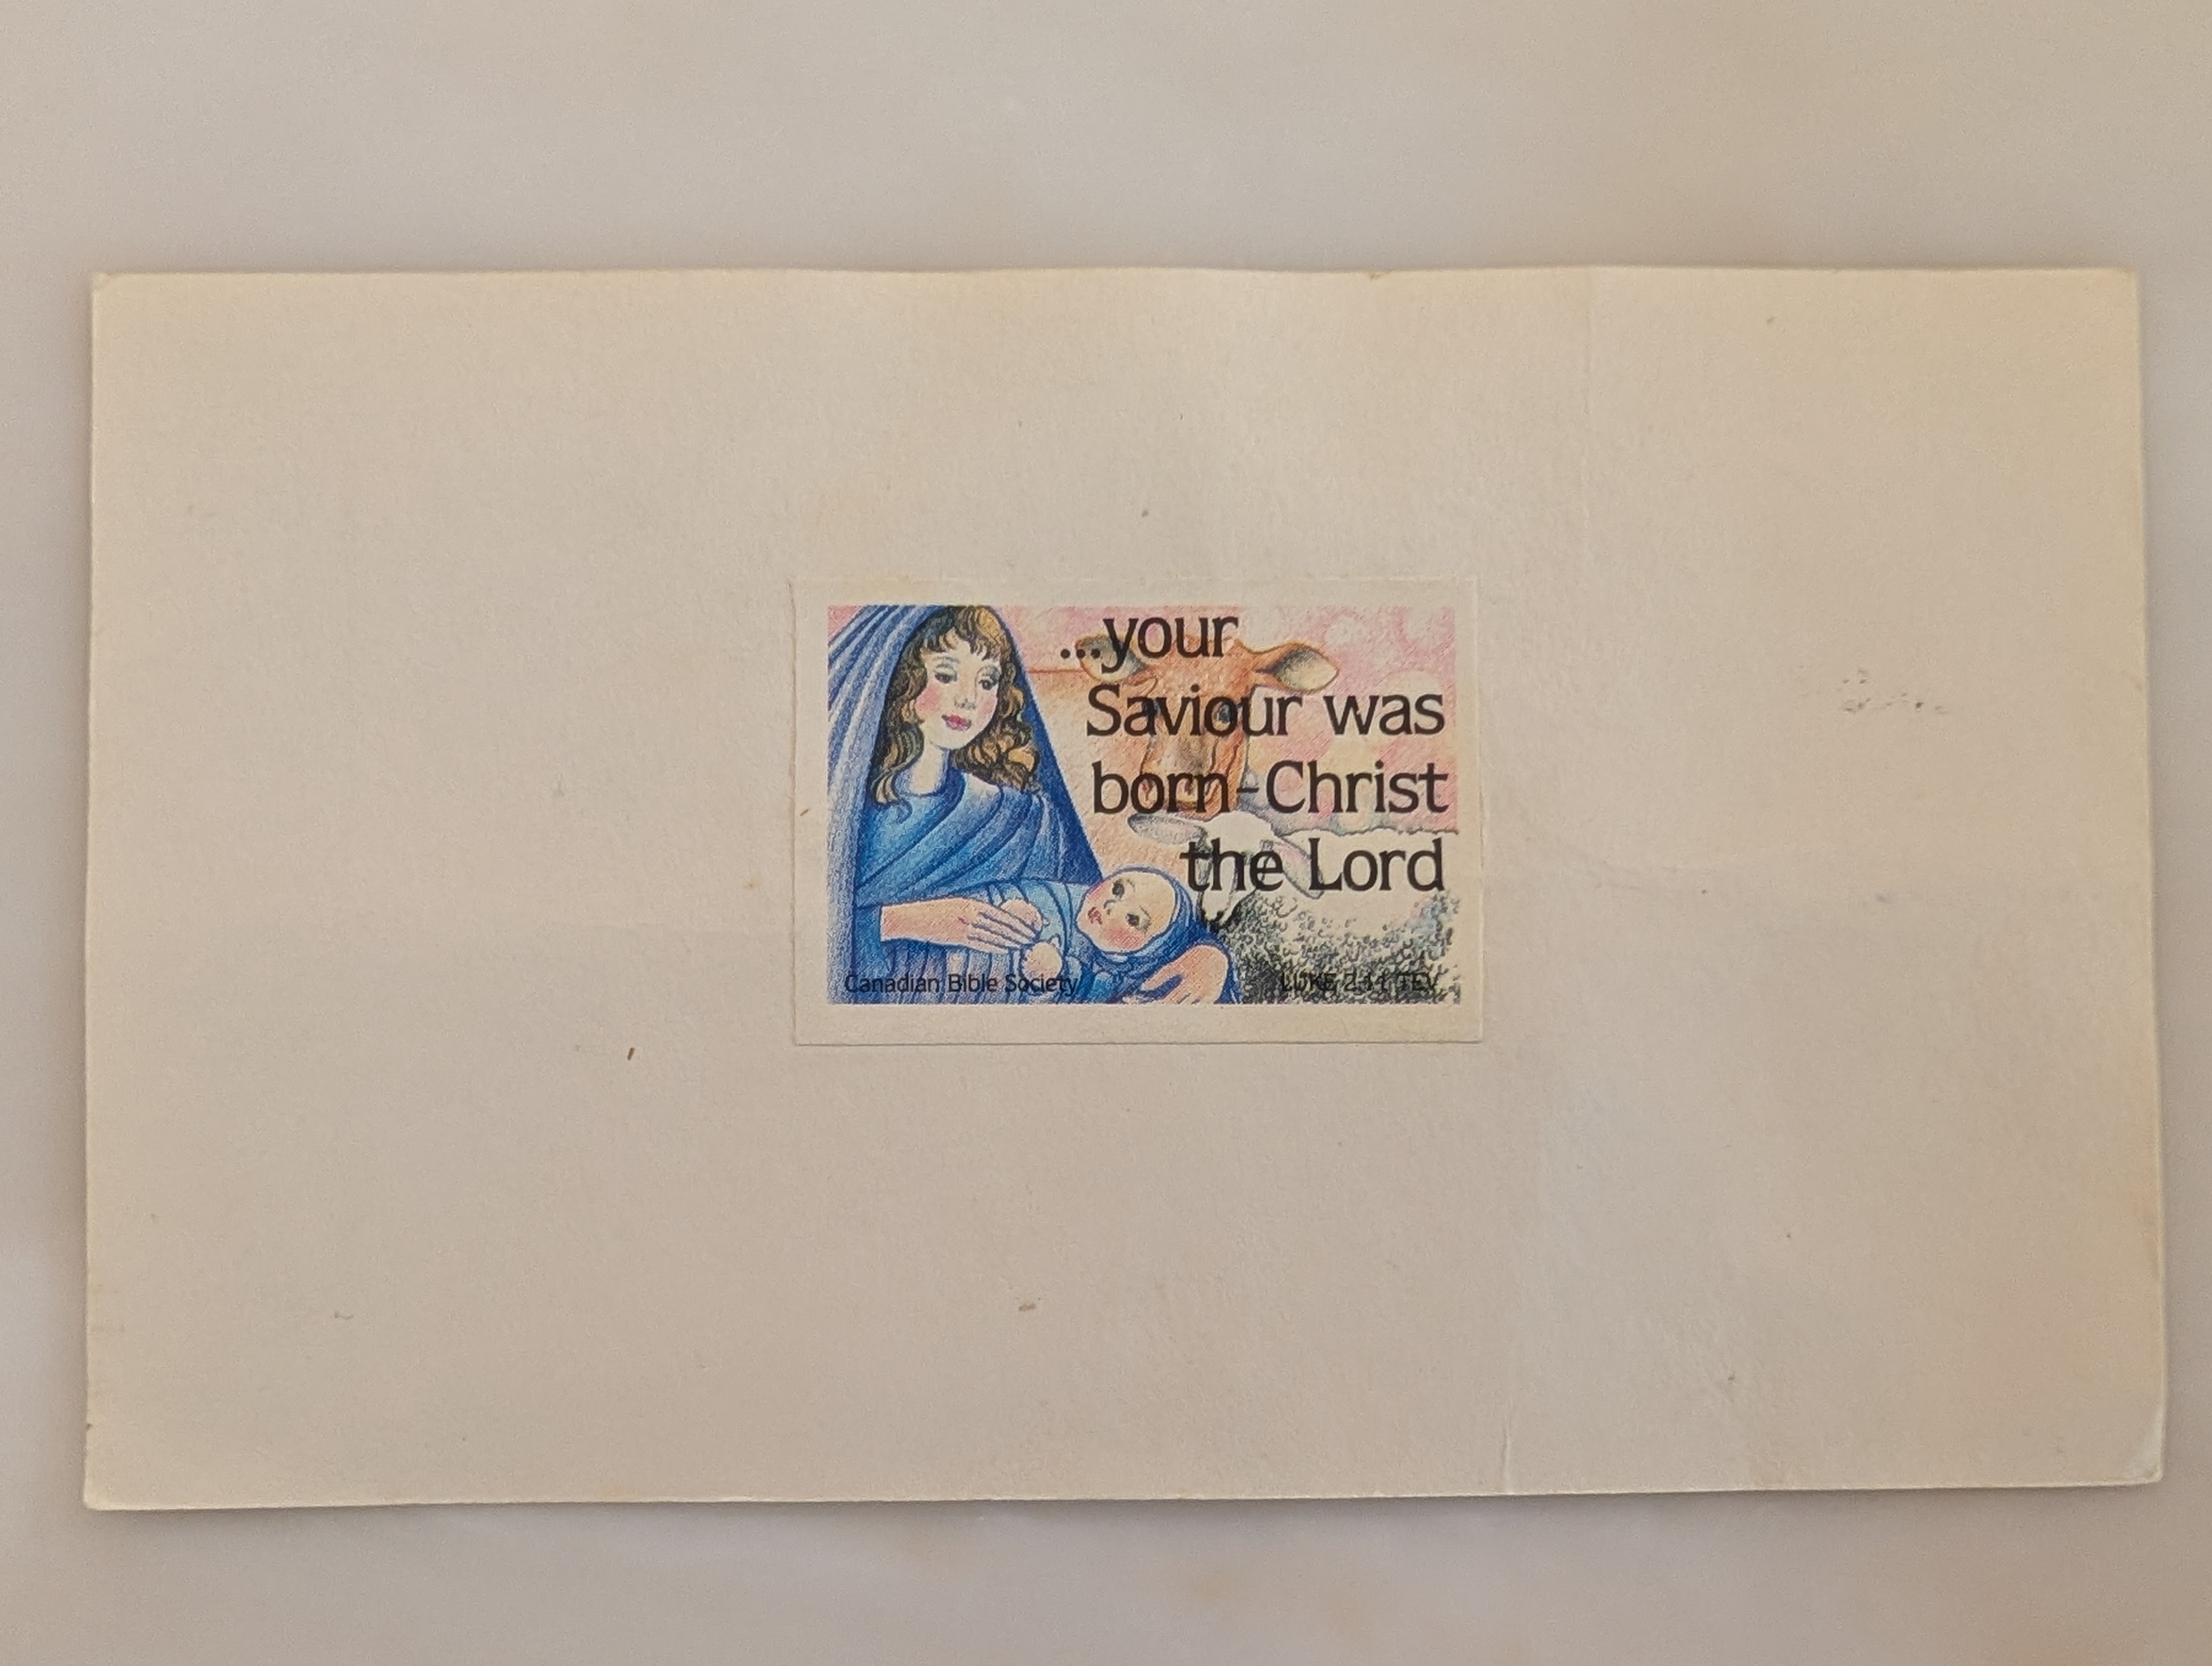 ...your
Saviour was
born-Christ
the Lord
Canadian Bible Society
LUKE 2:11 TEV